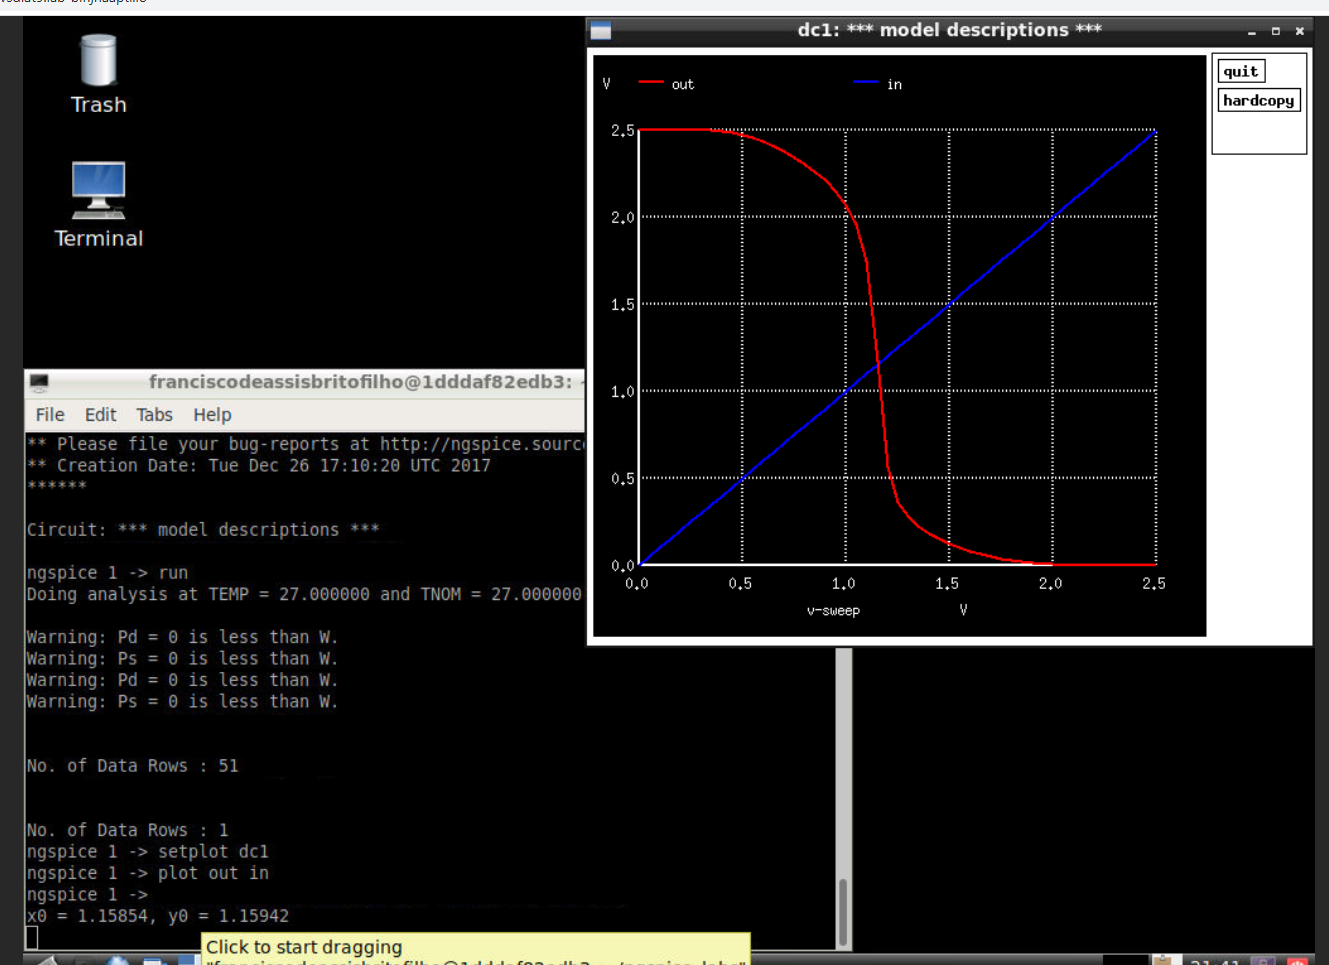 Trash
Terminal
dc1: *** model descriptions ***
quit
hardcopy
V out in
2.5
2.0
1.5
1.0
0.5
0.0
0.0 0.5 1.0 1.5 2.0 2.5
v-sweep V
franciscodeassisbritofilho@1dddaf82edb3:
File Edit Tabs Help
** Please file your bug-reports at http://ngspice.sourc
** Creation Date: Tue Dec 26 17:10:20 UTC 2017
******
Circuit: *** model descriptions ***
ngspice 1 -> run
Doing analysis at TEMP = 27.000000 and TNOM = 27.000000
Warning: Pd = 0 is less than W.
Warning: Ps = 0 is less than W.
Warning: Pd = 0 is less than W.
Warning: Ps = 0 is less than W.
No. of Data Rows : 51
No. of Data Rows : 1
ngspice 1 -> setplot dc1
ngspice 1 -> plot out in
ngspice 1 ->
x0 = 1.15854, y0 = 1.15942
Click to start dragging